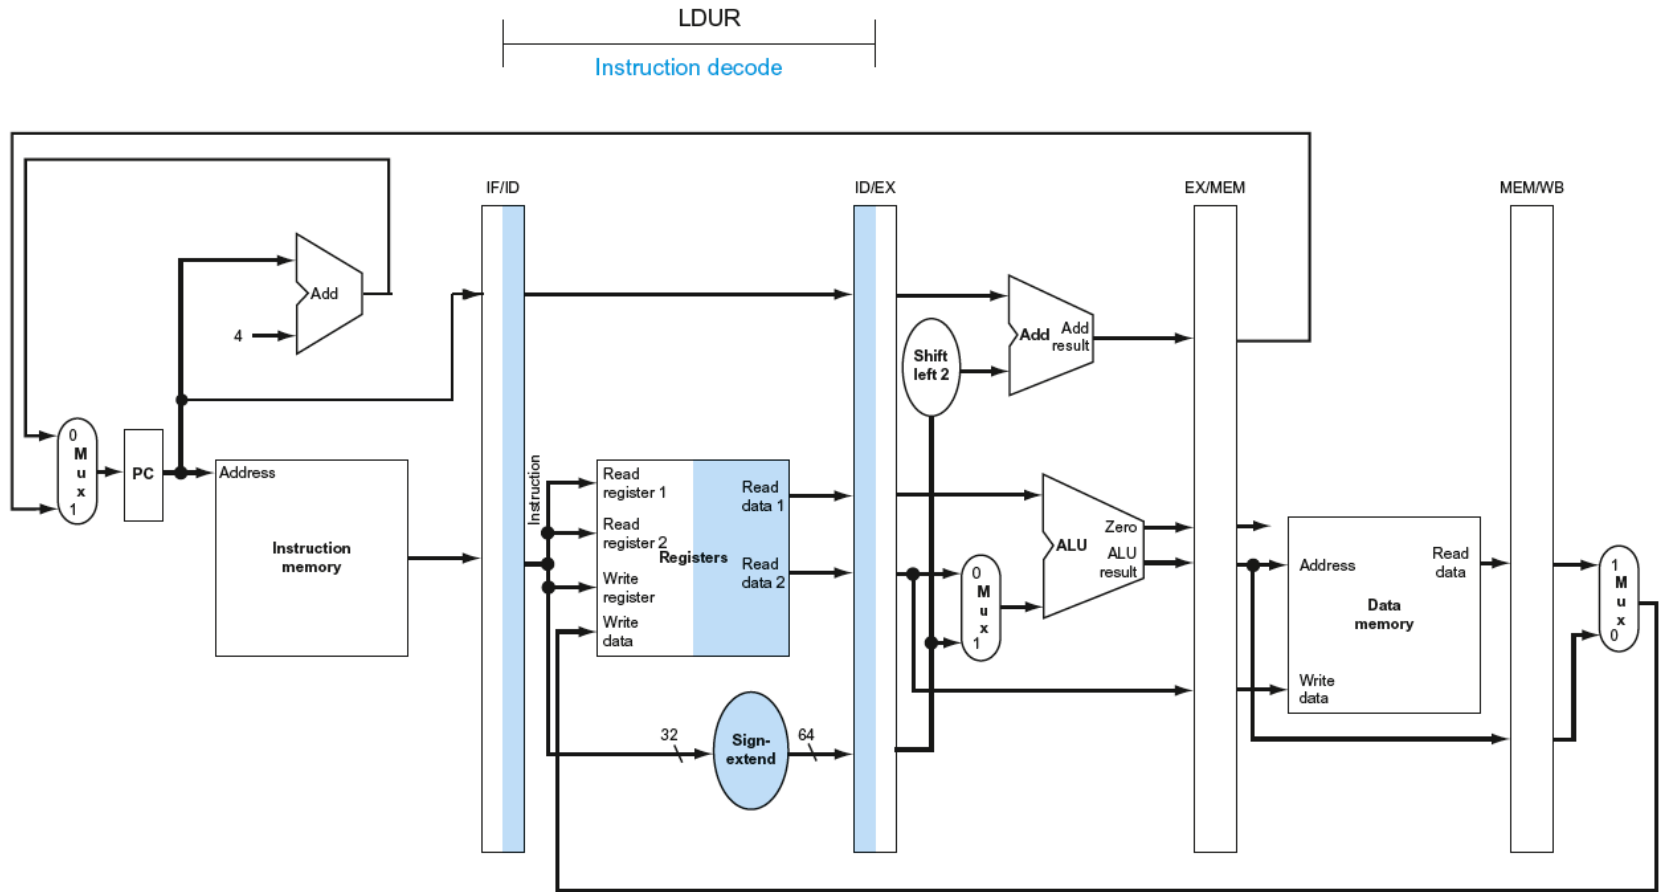 LDUR
Instruction decode
IF/ID
ID/EX
EX/MEM
MEM/WB
Add
4
Add
Add
result
Shift
left 2
0
M
u
x
1
PC
Address
Instruction
memory
Instruction
Read
register 1
Read
register 2
Write
register
Write
data
Registers
Read
data 1
Read
data 2
32
Sign-
extend
64
0
M
u
x
1
ALU
Zero
ALU
result
Address
Read
data
Data
memory
Write
data
1
M
u
x
0